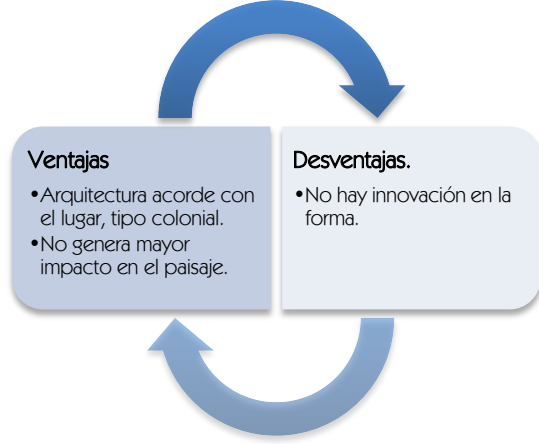 Ventajas
•Arquitectura acorde con
el lugar, tipo colonial.
•No genera mayor
impacto en el paisaje.
Desventajas.
•No hay innovación en la
forma.